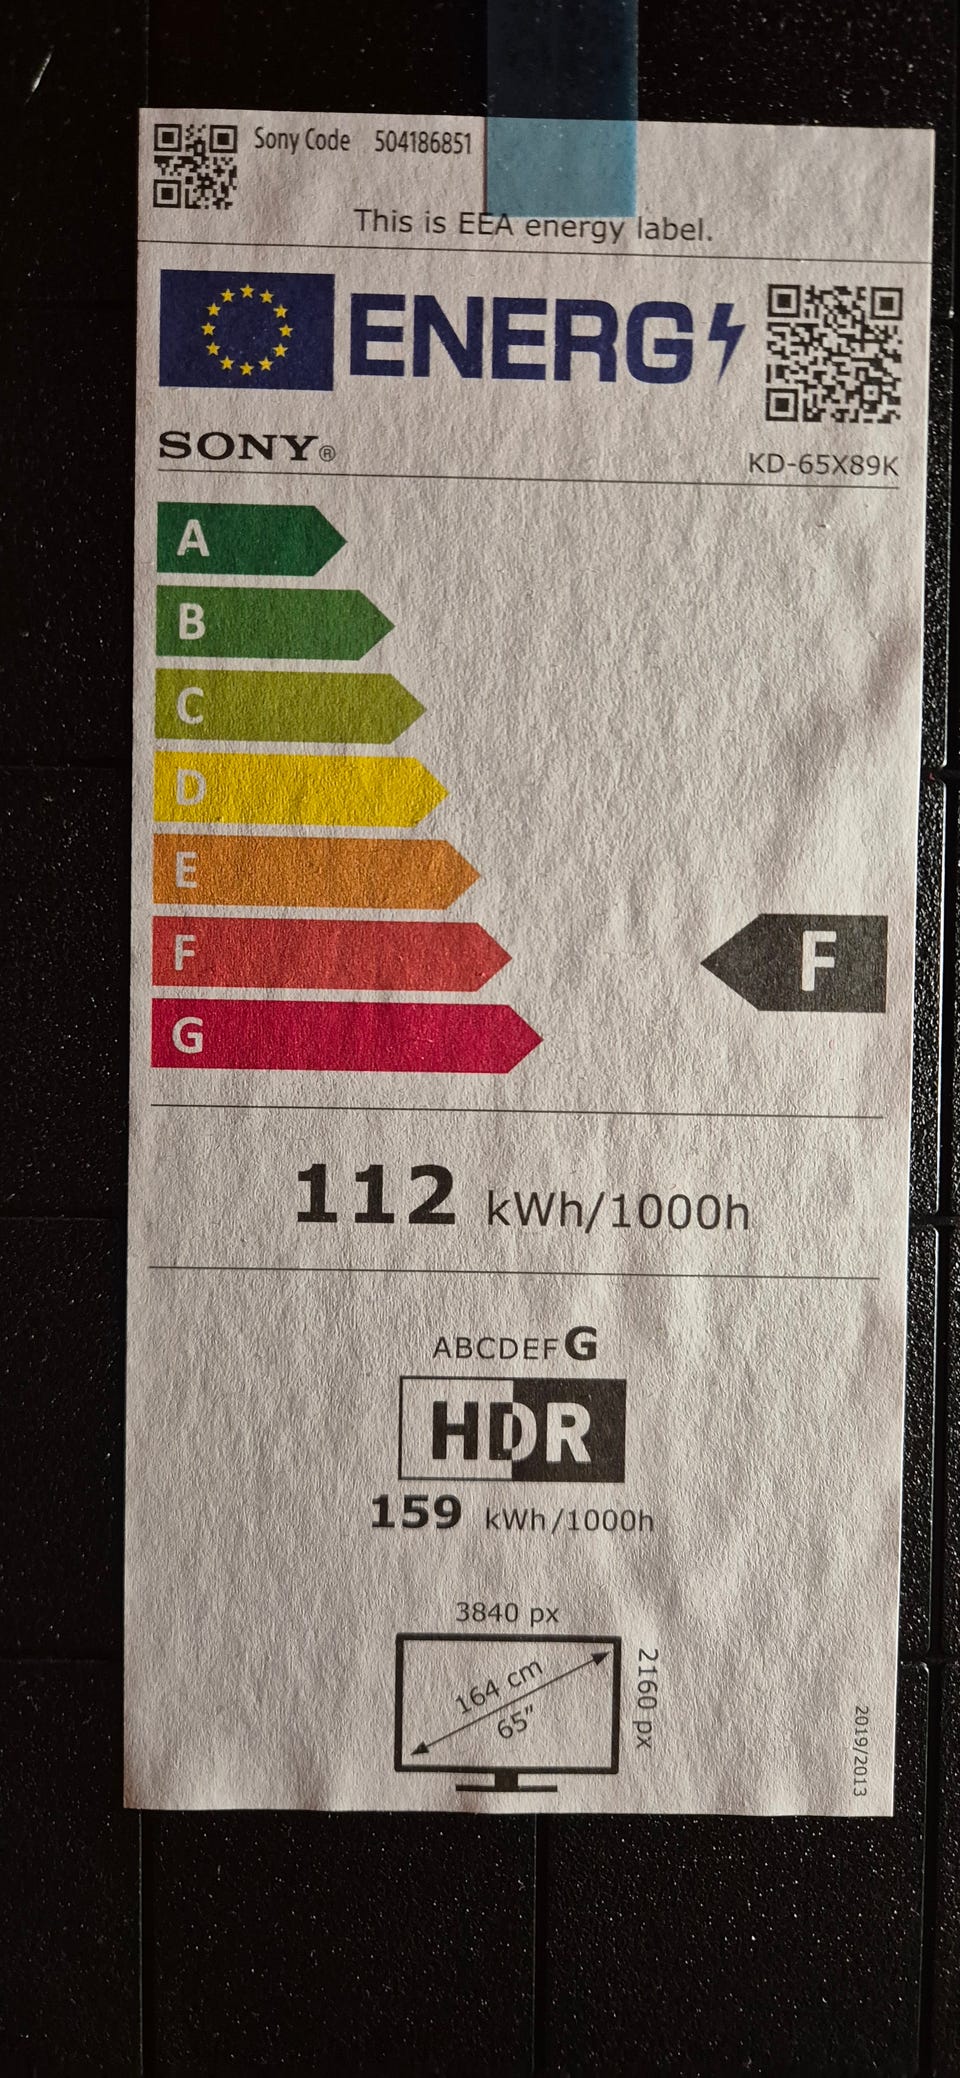 Sony Code 504186851
This is EEA energy label.
ENERG
SONY®
KD-65X89K
A
B
C
D
E
F
F
G
112 kWh/1000h
ABCDEFG
HDR
159 kWh/1000h
3840 px
2160 px
164 cm
65"
2019/2013